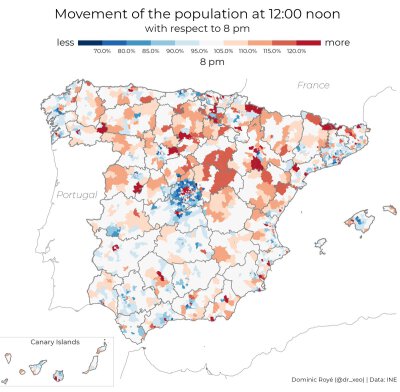 Movement of the population at 12:00 noon
with respect to 8 pm
less more
70.0% 80.0% 85.0% 90.0% 95.0% 105.0% 110.0% 115.0% 120.0%
8 pm
France
Portugal
Canary Islands
Dominic Royé (@dr_xeo) | Data: INE